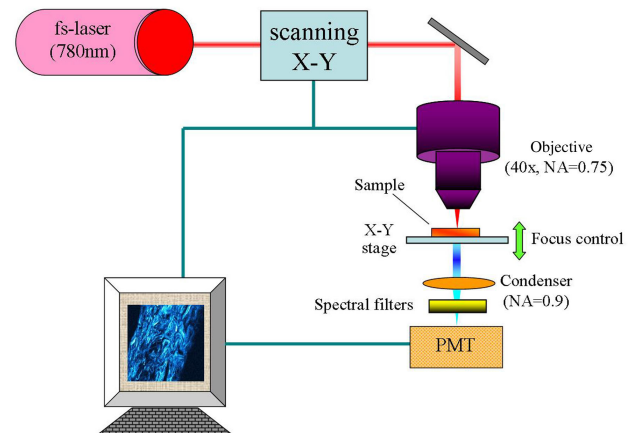 fs-laser
(780nm)
scanning
X-Y
Objective
(40x, NA=0.75)
Sample
X-Y
stage
Focus control
Condenser
(NA=0.9)
Spectral filters
PMT